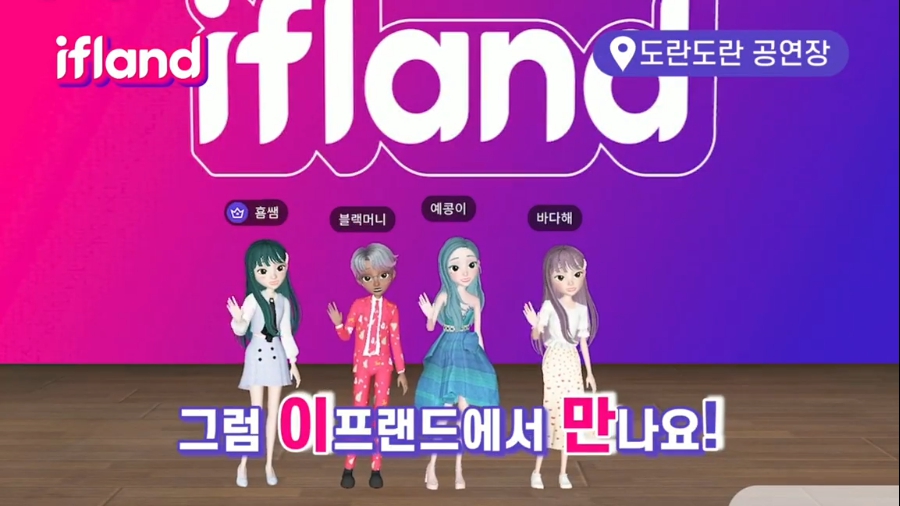 ifland
ifland
도란도란 공연장
흠쌤
블랙머니
예콩이
바다해
그럼 이프랜드에서 만나요!